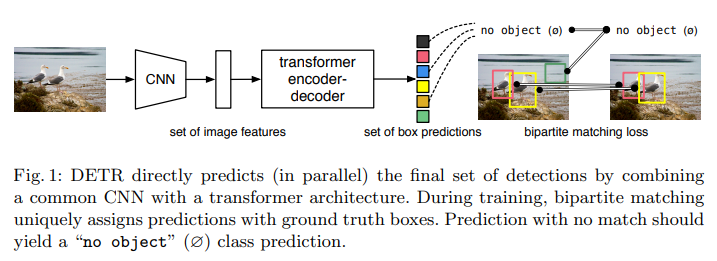 no object (ø) no object (ø)
CNN
transformer
encoder-
decoder
set of image features
set of box predictions
bipartite matching loss
Fig. 1: DETR directly predicts (in parallel) the final set of detections by combining
a common CNN with a transformer architecture. During training, bipartite matching
uniquely assigns predictions with ground truth boxes. Prediction with no match should
yield a “no object” (∅) class prediction.